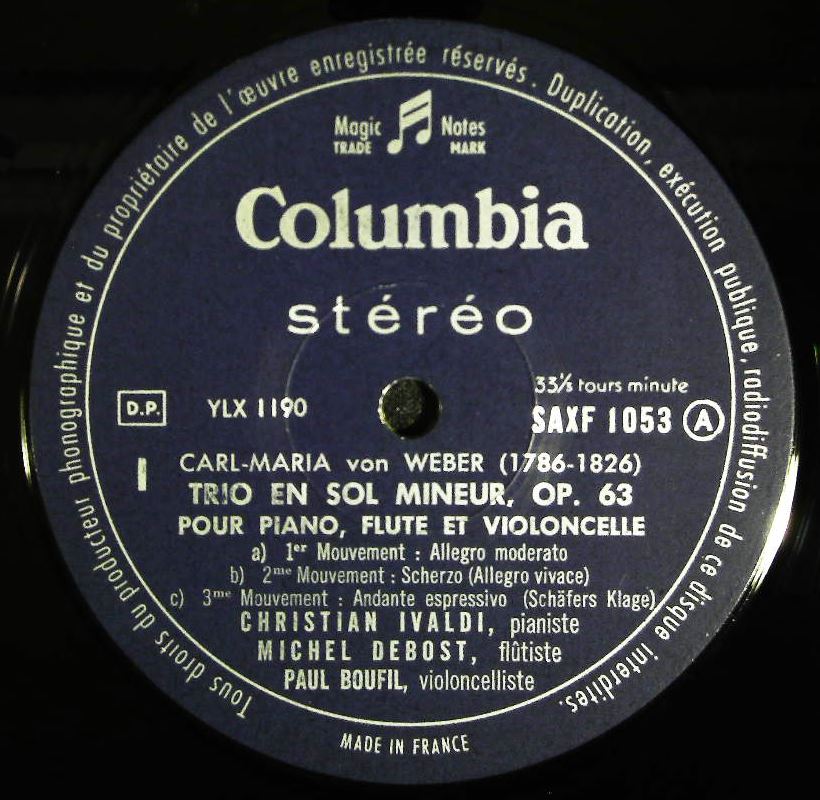 Tous droits du producteur phonographique et du propriétaire de l'œuvre enregistrée réservés. Duplication, exécution publique, radiodiffusion de ce disque interdites.
Magic Notes
TRADE MARK
Columbia
stéréo
33⅓ tours minute
D.P. YLX 1190 SAXF 1053 A
I CARL-MARIA von WEBER (1786-1826)
TRIO EN SOL MINEUR, OP. 63
POUR PIANO, FLUTE ET VIOLONCELLE
a) 1er Mouvement : Allegro moderato
b) 2me Mouvement : Scherzo (Allegro vivace)
c) 3me Mouvement : Andante espressivo (Schäfers Klage)
CHRISTIAN IVALDI, pianiste
MICHEL DEBOST, flûtiste
PAUL BOUFIL, violoncelliste
MADE IN FRANCE